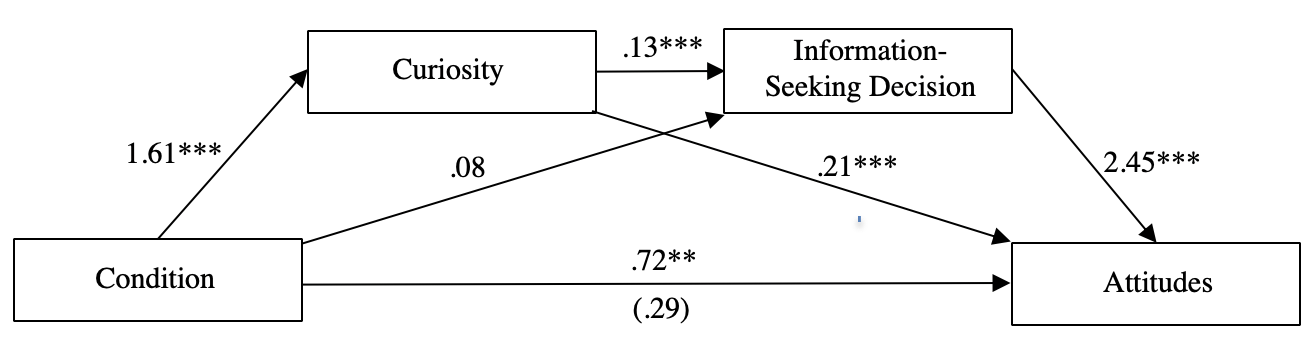 Curiosity
.13***
Information-
Seeking Decision
1.61***
.08
.21***
2.45***
Condition
.72**
(.29)
Attitudes